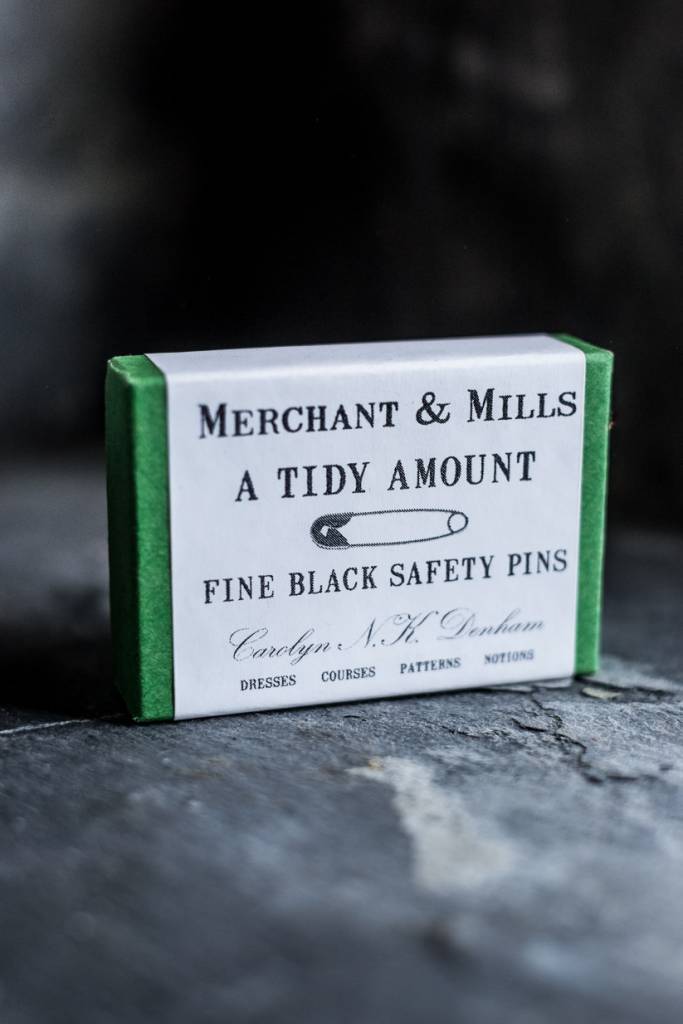 MERCHANT & MILLS
A TIDY AMOUNT
FINE BLACK SAFETY PINS
Carolyn N.K. Denham
DRESSES COURSES PATTERNS NOTIONS